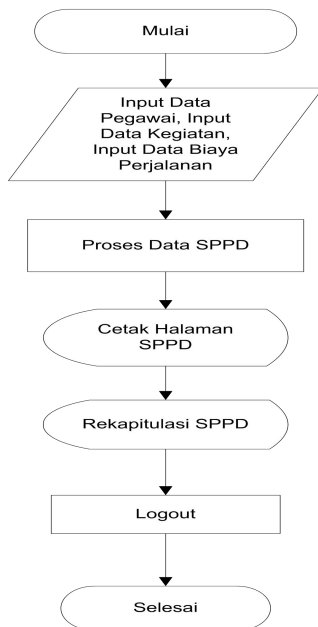 Mulai
Input Data
Pegawai, Input
Data Kegiatan,
Input Data Biaya
Perjalanan
Proses Data SPPD
Cetak Halaman
SPPD
Rekapitulasi SPPD
Logout
Selesai